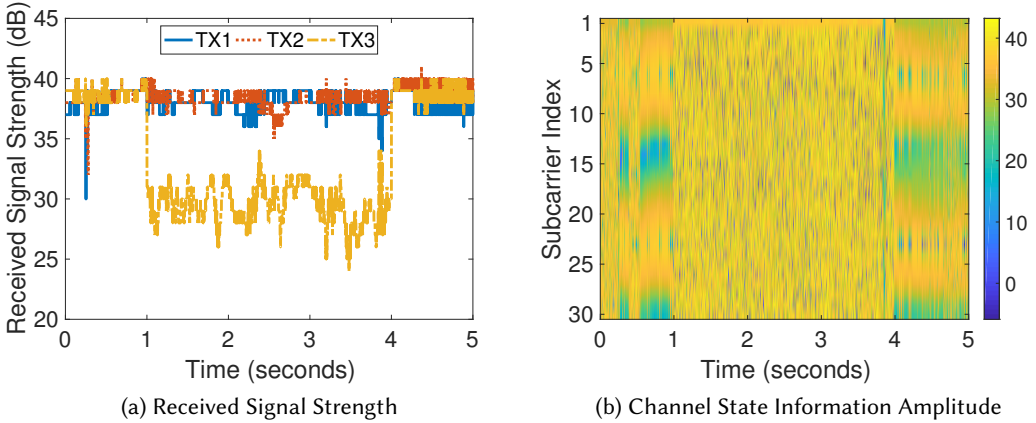 Received Signal Strength (dB)
45
40
35
30
25
20
TX1 TX2 TX3
0 1 2 3 4 5
Time (seconds)
(a) Received Signal Strength
Subcarrier Index
1
5
10
15
20
25
30
0 1 2 3 4 5
Time (seconds)
40
30
20
10
0
(b) Channel State Information Amplitude